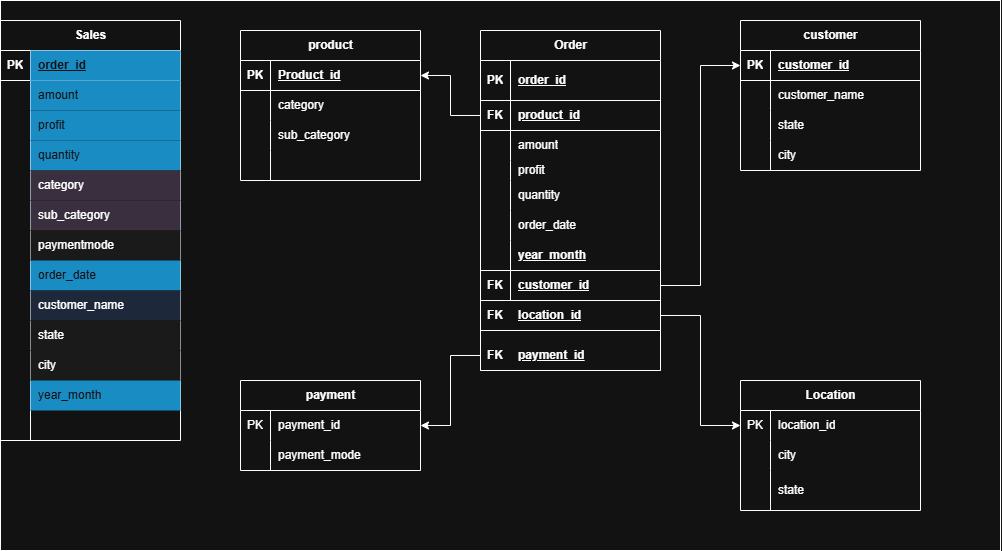 Sales
PK order_id
amount
profit
quantity
category
sub_category
paymentmode
order_date
customer_name
state
city
year_month
product
PK Product_id
category
sub_category
Order
PK order_id
FK product_id
amount
profit
quantity
order_date
year_month
FK customer_id
FK location_id
FK payment_id
customer
PK customer_id
customer_name
state
city
payment
PK payment_id
payment_mode
Location
PK location_id
city
state